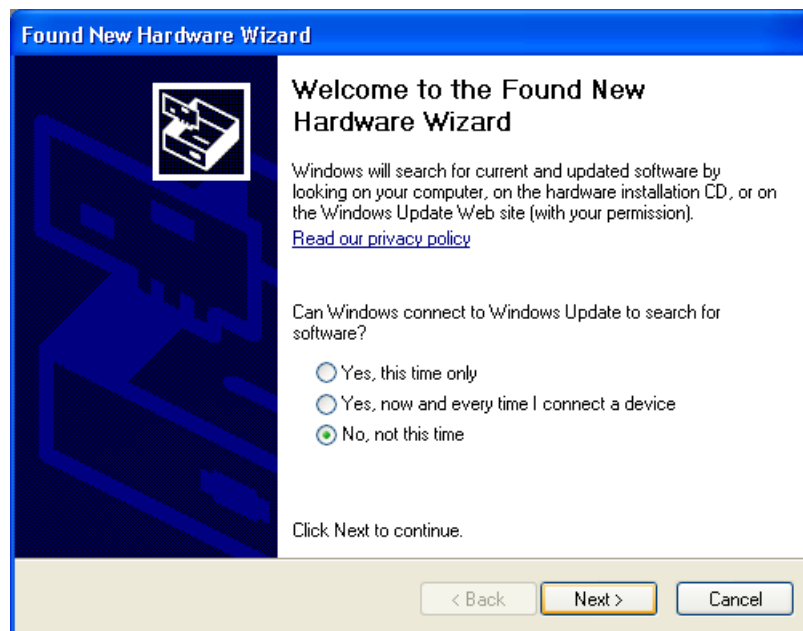 Found New Hardware Wizard
Welcome to the Found New
Hardware Wizard
Windows will search for current and updated software by
looking on your computer, on the hardware installation CD, or on
the Windows Update Web site (with your permission).
Read our privacy policy
Can Windows connect to Windows Update to search for
software?
Yes, this time only
Yes, now and every time I connect a device
No, not this time
Click Next to continue.
< Back
Next >
Cancel